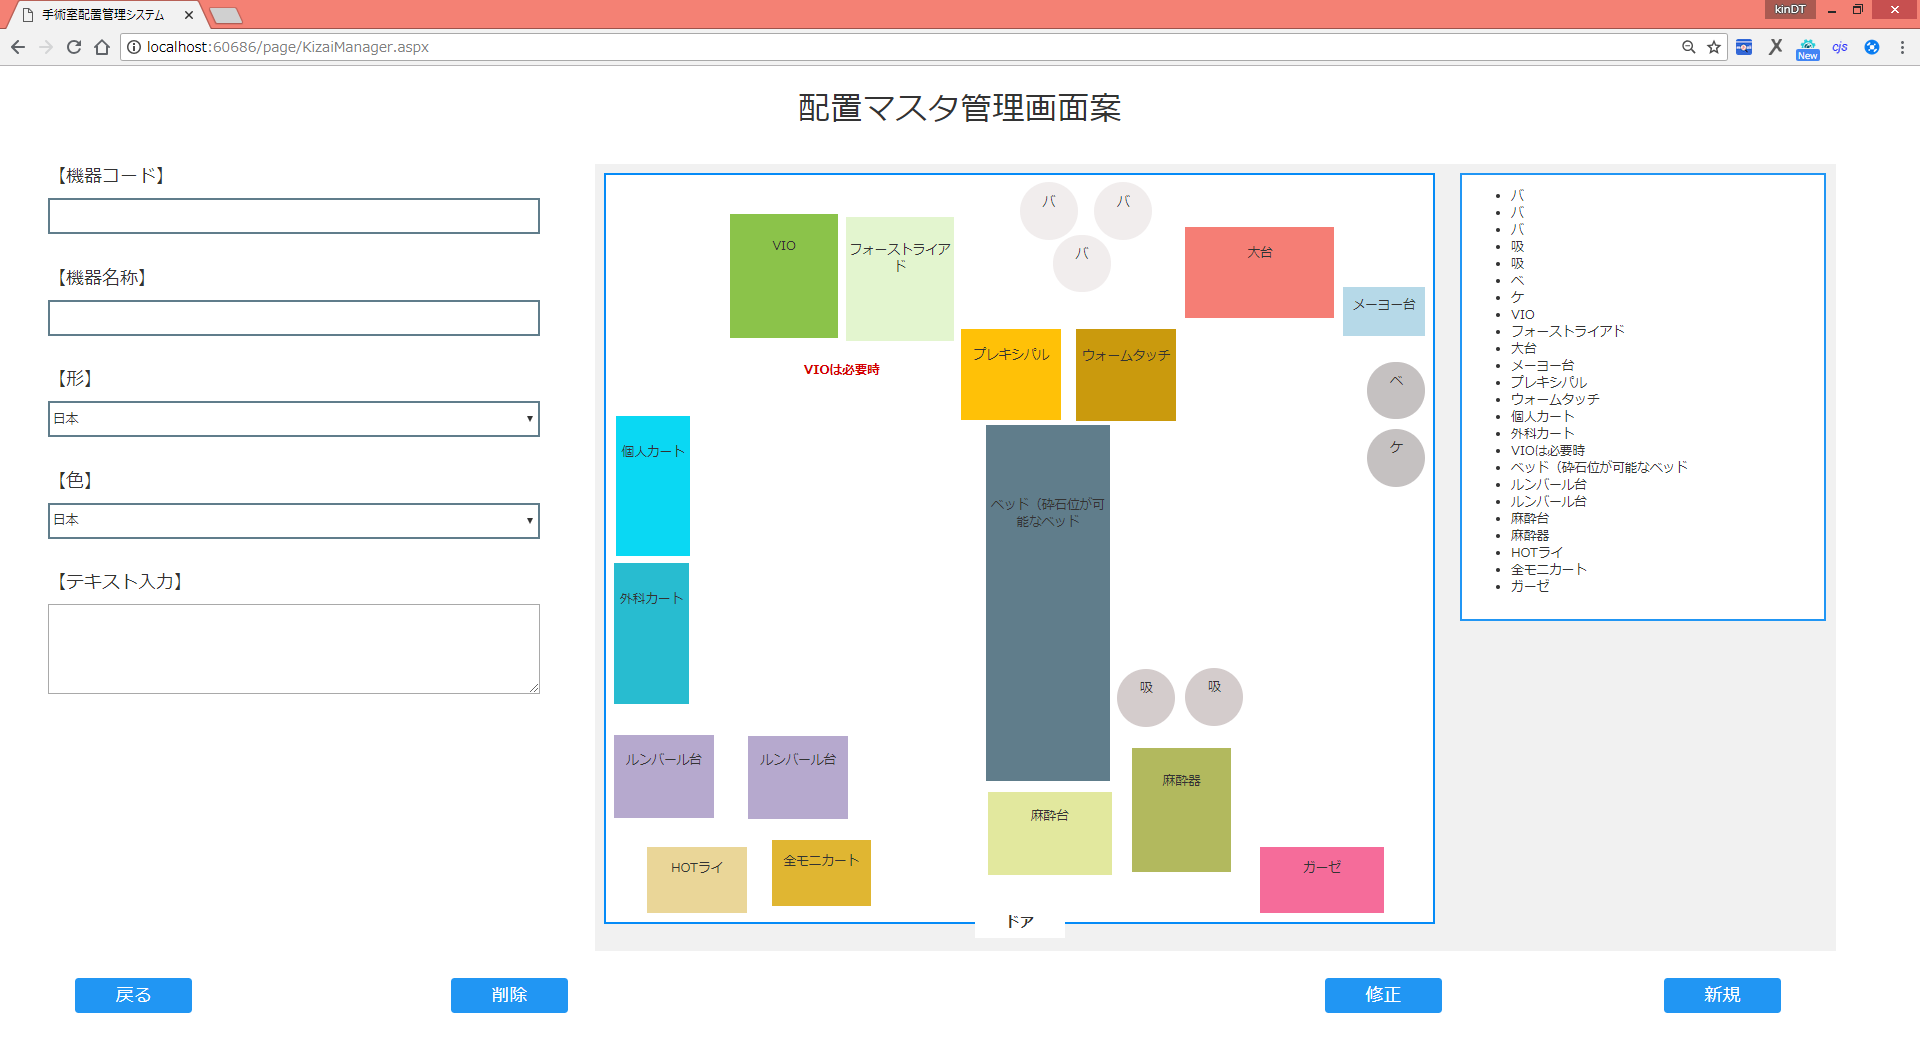 手術室配置管理システム
kinDT
localhost:60686/page/KizaiManager.aspx
X
New
cjs
配置マスタ管理画面案
【機器コード】
【機器名称】
【形】
日本
【色】
日本
【テキスト入力】
バ
バ
バ
VIO
フォーストライア
ド
大台
メーヨー台
VIOは必要時
プレキシパル
ウォームタッチ
ベ
ケ
個人カート
ベッド（砕石位が可
能なベッド
外科カート
吸
吸
ルンバール台
ルンバール台
麻酔器
麻酔台
HOTライ
全モニカート
ガーゼ
ドア
バ
バ
バ
吸
吸
ベ
ケ
VIO
フォーストライアド
大台
メーヨー台
プレキシパル
ウォームタッチ
個人カート
外科カート
VIOは必要時
ベッド（砕石位が可能なベッド
ルンバール台
ルンバール台
麻酔台
麻酔器
HOTライ
全モニカート
ガーゼ
戻る
削除
修正
新規